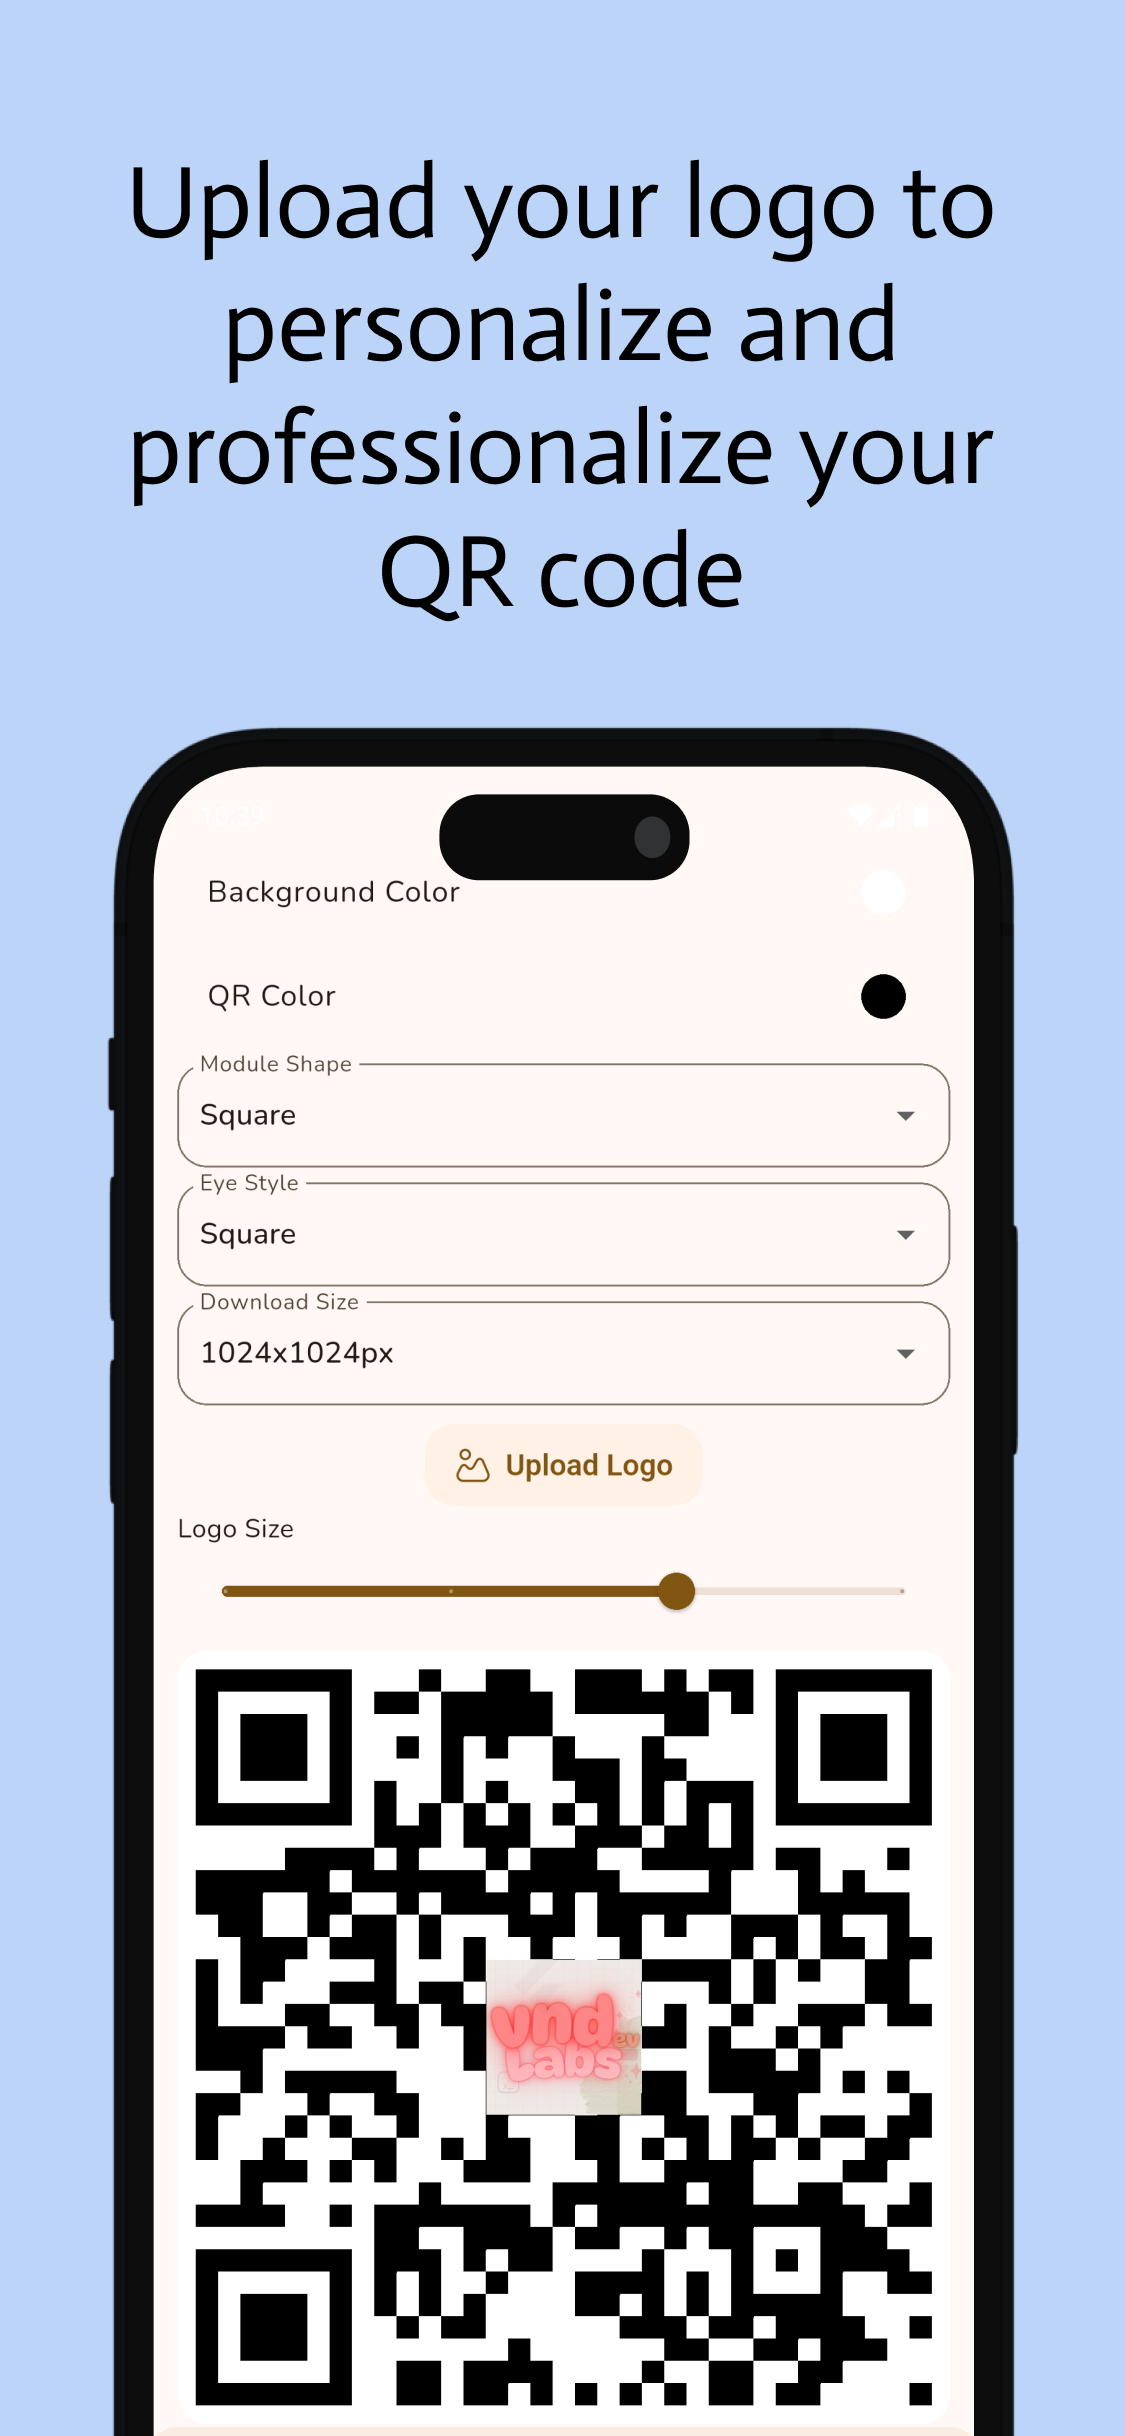 Upload your logo to
personalize and
professionalize your
QR code
10:39
Background Color
QR Color
Module Shape
Square
Eye Style
Square
Download Size
1024x1024px
Upload Logo
Logo Size
vnd
ev
Labs